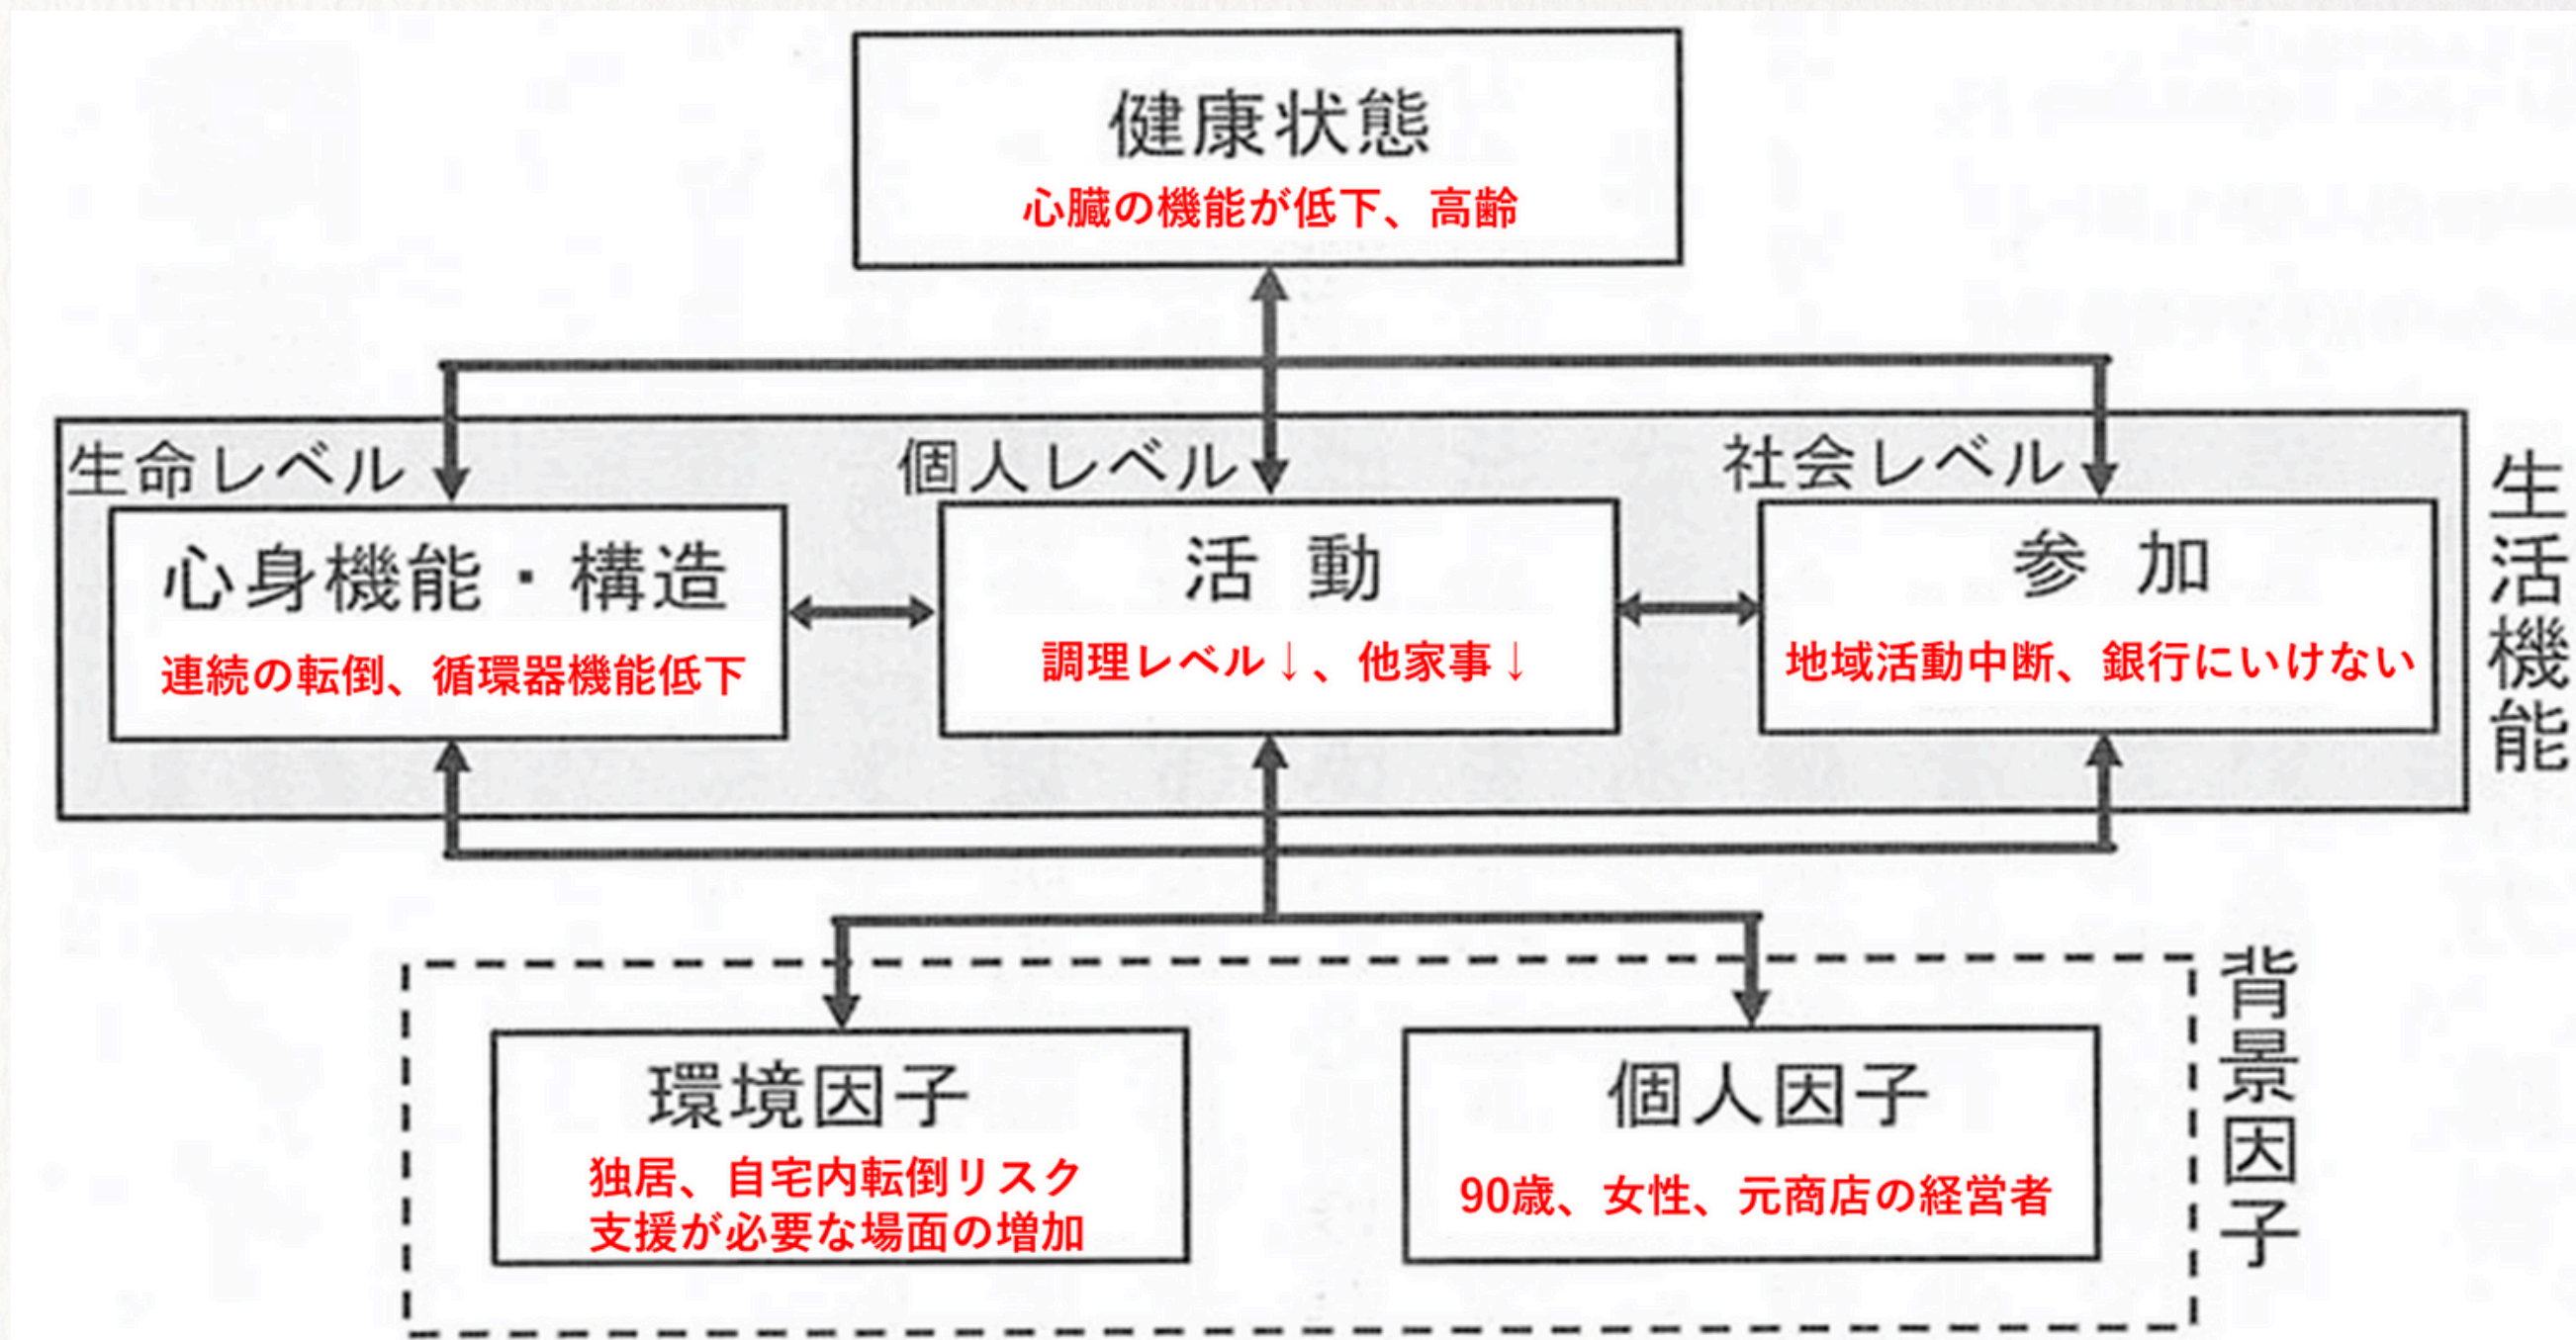 健康状態
心臓の機能が低下、高齢
生命レベル
個人レベル
社会レベル
生活機能
心身機能・構造
連続の転倒、循環器機能低下
活動
調理レベル↓、他家事↓
参加
地域活動中断、銀行にいけない
背景因子
環境因子
独居、自宅内転倒リスク
支援が必要な場面の増加
個人因子
90歳、女性、元商店の経営者